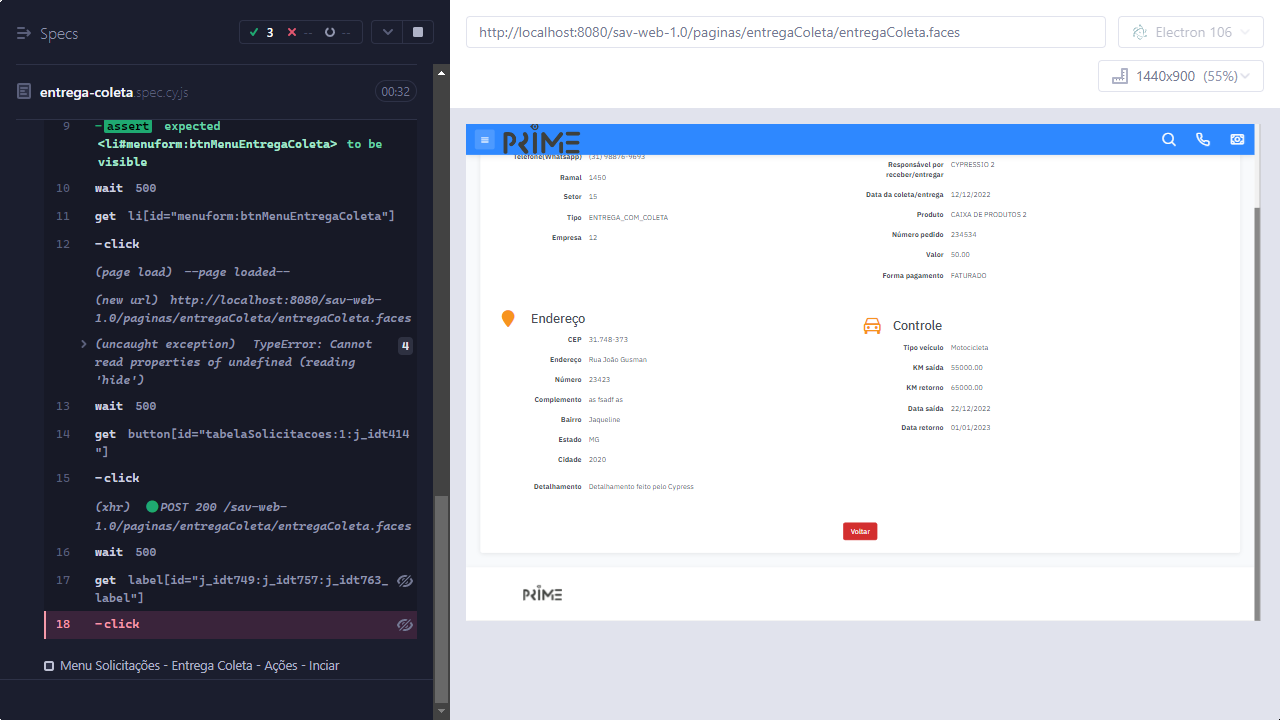 Specs
3
--
--
entrega-coleta.spec.cy.js
00:32
9 -assert expected
<li#menuform:btnMenuEntregaColeta> to be
visible
10 wait 500
11 get li[id="menuform:btnMenuEntregaColeta"]
12 -click
(page load) --page loaded--
(new url) http://localhost:8080/sav-web-
1.0/paginas/entregaColeta/entregaColeta.faces
(uncaught exception) TypeError: Cannot
read properties of undefined (reading
'hide')
4
13 wait 500
14 get button[id="tabelaSolicitacoes:1:j_idt414
"]
15 -click
(xhr) POST 200 /sav-web-
1.0/paginas/entregaColeta/entregaColeta.faces
16 wait 500
17 get label[id="j_idt749:j_idt757:j_idt763_
label"]
18 -click
Menu Solicitações - Entrega Coleta - Ações - Inciar
http://localhost:8080/sav-web-1.0/paginas/entregaColeta/entregaColeta.faces
Electron 106
1440x900 (55%)
PRIME
Telefone(Whatsapp) (31) 98876-9693
Ramal 1450
Setor 15
Tipo ENTREGA_COM_COLETA
Empresa 12
Responsável por
receber/entregar
CYPRESSIO 2
Data da coleta/entrega 12/12/2022
Produto CAIXA DE PRODUTOS 2
Número pedido 234534
Valor 50.00
Forma pagamento FATURADO
Endereço
CEP 31.748-373
Endereço Rua João Gusman
Número 23423
Complemento as fsadf as
Bairro Jaqueline
Estado MG
Cidade 2020
Detalhamento Detalhamento feito pelo Cypress
Controle
Tipo veículo Motocicleta
KM saída 55000.00
KM retorno 65000.00
Data saída 22/12/2022
Data retorno 01/01/2023
Voltar
PRIME